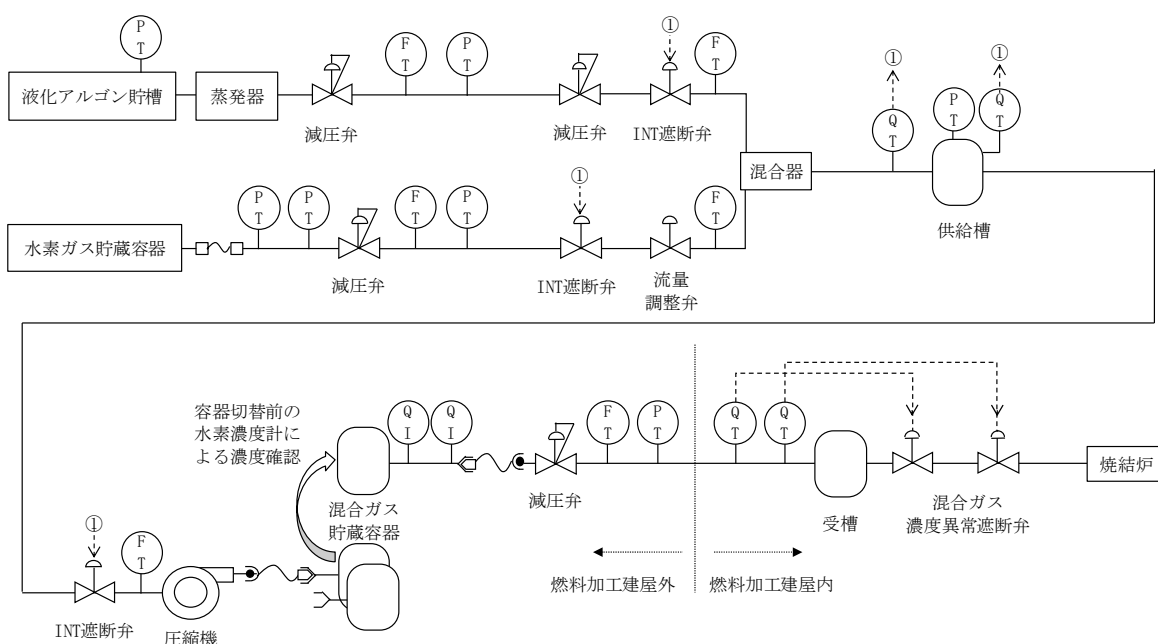 P
T
F
T
P
T
①
F
T
①
①
液化アルゴン貯槽
蒸発器
減圧弁
減圧弁
INT遮断弁
Q
T
P
T
Q
T
混合器
供給槽
①
P
T
P
T
F
T
P
T
F
T
水素ガス貯蔵容器
減圧弁
INT遮断弁
流量
調整弁
容器切替前の
水素濃度計に
よる濃度確認
Q
I
Q
I
F
T
P
T
Q
T
Q
T
減圧弁
焼結炉
混合ガス
貯蔵容器
受槽
混合ガス
濃度異常遮断弁
①
F
T
燃料加工建屋外
燃料加工建屋内
INT遮断弁
圧縮機